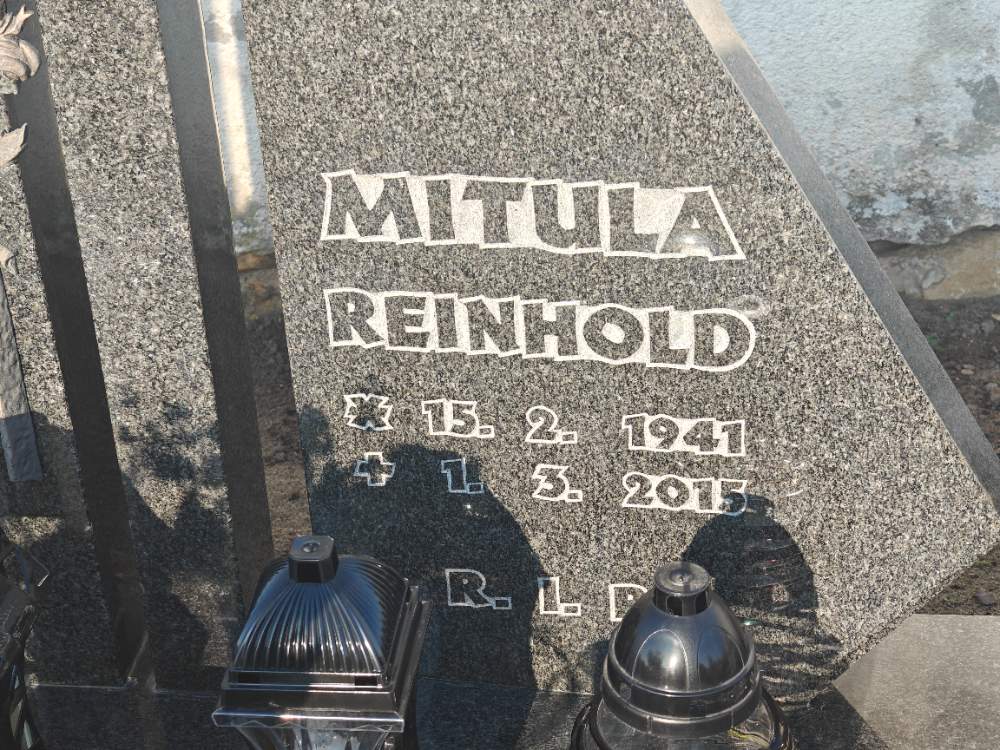 MITULA
REINHOLD
* 15. 2. 1941
+ 1. 3. 2015
R. I. P